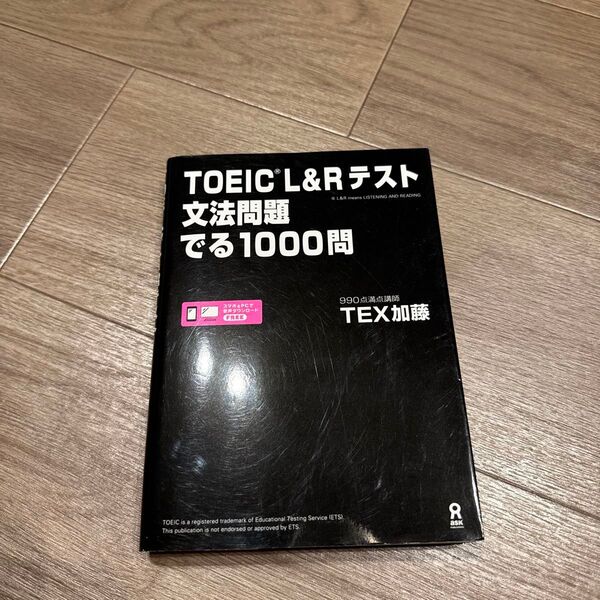 TOEIC® L&Rテスト
※ L&R means LISTENING AND READING
文法問題
でる1000問
スマホとPCで
音声ダウンロード
FREE
990点満点講師
TEX加藤
TOEIC is a registered trademark of Educational Testing Service (ETS).
This publication is not endorsed or approved by ETS.
ask